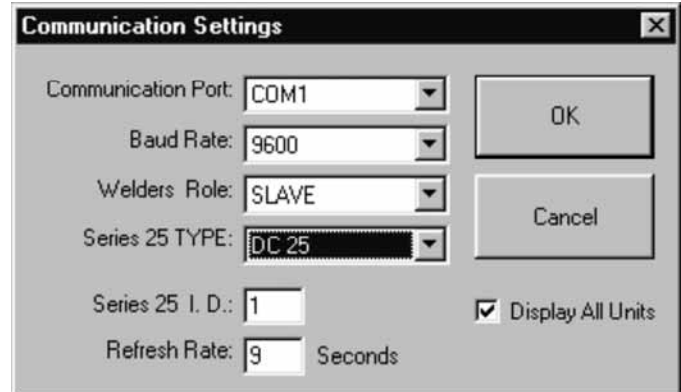 Communication Settings
Communication Port: COM1
OK
Baud Rate: 9600
Welders Role: SLAVE
Cancel
Series 25 TYPE: DC 25
Series 25 I. D.: 1
Display All Units
Refresh Rate: 9 Seconds